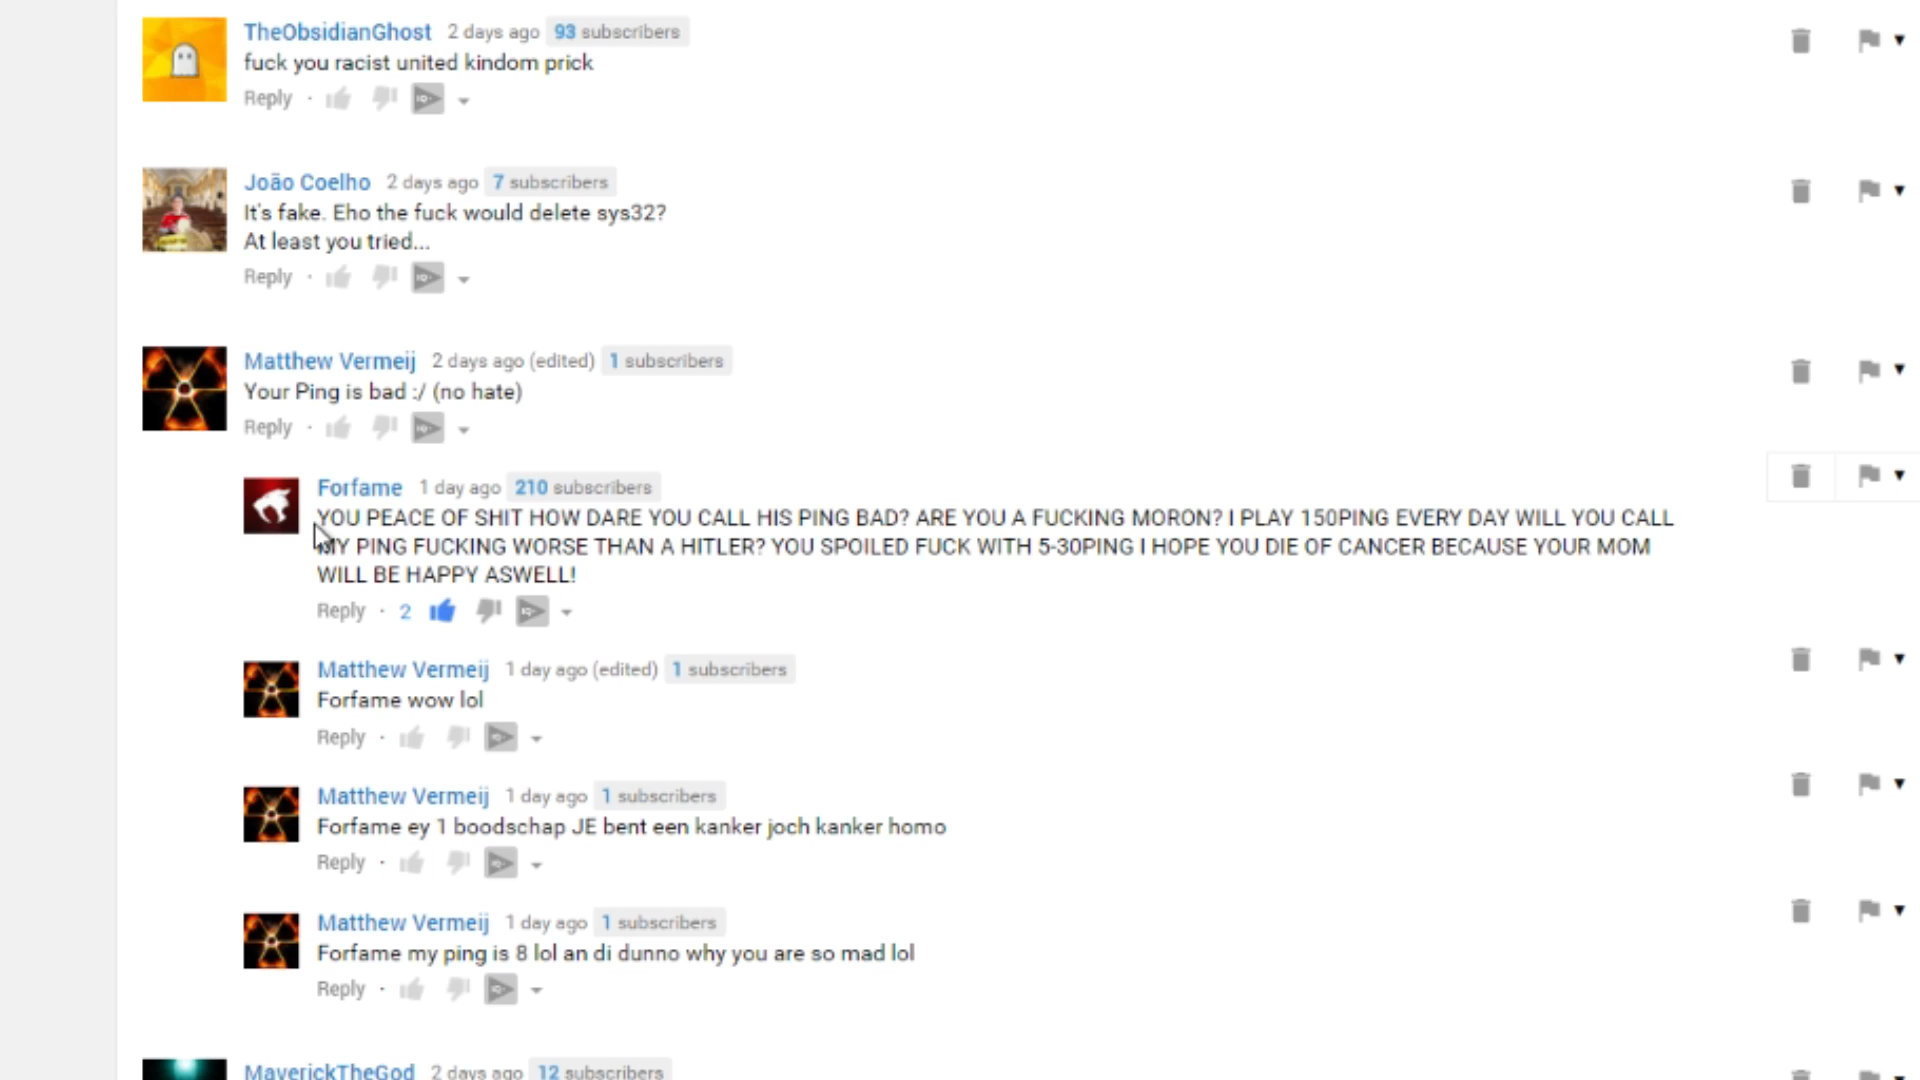 TheObsidianGhost 2 days ago 93 subscribers
fuck you racist united kindom prick
Reply ·
João Coelho 2 days ago 7 subscribers
It's fake. Eho the fuck would delete sys32?
At least you tried...
Reply ·
Matthew Vermeij 2 days ago (edited) 1 subscribers
Your Ping is bad :/ (no hate)
Reply ·
Forfame 1 day ago 210 subscribers
YOU PEACE OF SHIT HOW DARE YOU CALL HIS PING BAD? ARE YOU A FUCKING MORON? I PLAY 150PING EVERY DAY WILL YOU CALL
MY PING FUCKING WORSE THAN A HITLER? YOU SPOILED FUCK WITH 5-30PING I HOPE YOU DIE OF CANCER BECAUSE YOUR MOM
WILL BE HAPPY ASWELL!
Reply · 2
Matthew Vermeij 1 day ago (edited) 1 subscribers
Forfame wow lol
Reply ·
Matthew Vermeij 1 day ago 1 subscribers
Forfame ey 1 boodschap JE bent een kanker joch kanker homo
Reply ·
Matthew Vermeij 1 day ago 1 subscribers
Forfame my ping is 8 lol an di dunno why you are so mad lol
Reply ·
MaverickTheGod 2 days ago 12 subscribers